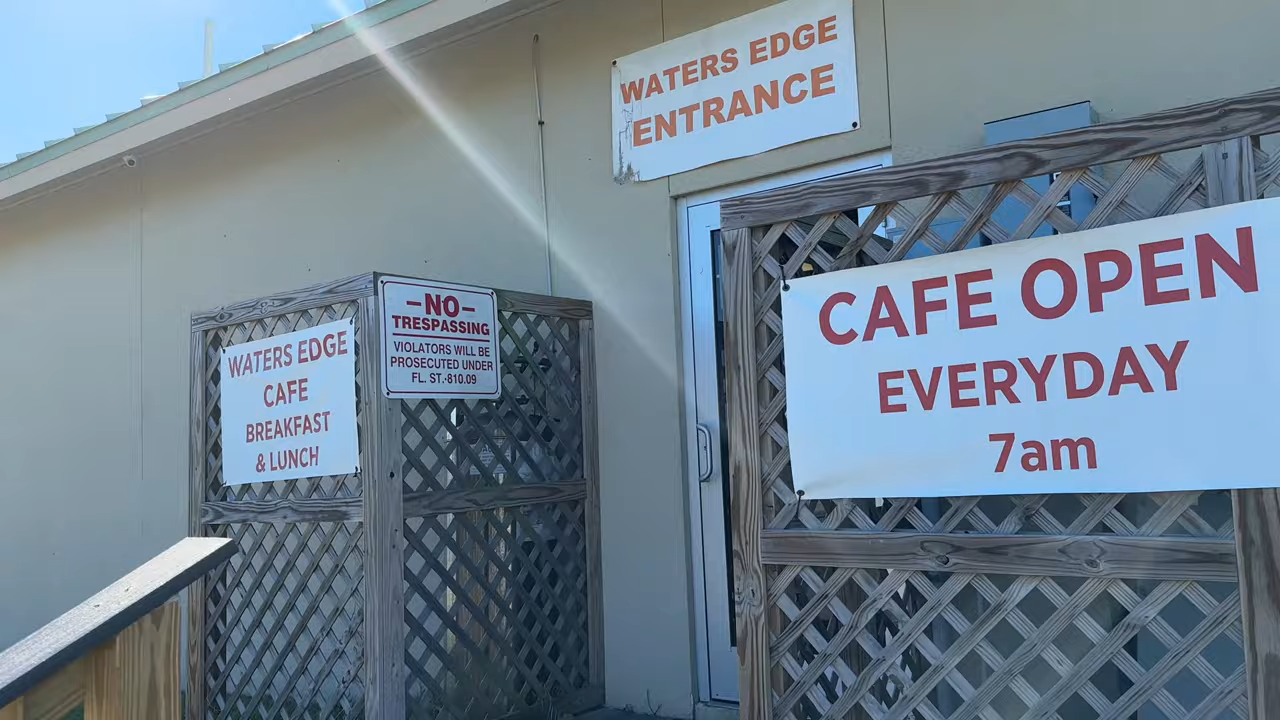 WATERS EDGE
ENTRANCE
WATERS EDGE
CAFE
BREAKFAST
& LUNCH
-NO-
TRESPASSING
VIOLATORS WILL BE
PROSECUTED UNDER
FL. ST.-810.09
CAFE OPEN
EVERYDAY
7am